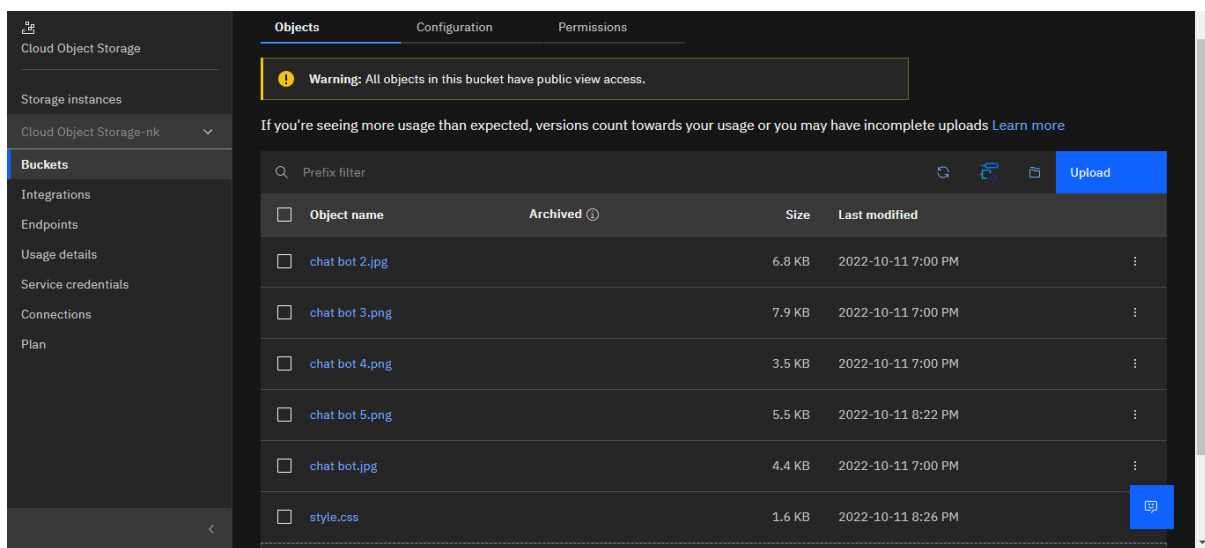 Cloud Object Storage
Storage instances
Cloud Object Storage-nk
Buckets
Integrations
Endpoints
Usage details
Service credentials
Connections
Plan
Objects Configuration Permissions
Warning: All objects in this bucket have public view access.
If you're seeing more usage than expected, versions count towards your usage or you may have incomplete uploads Learn more
Prefix filter Upload
Object name Archived Size Last modified
chat bot 2.jpg 6.8 KB 2022-10-11 7:00 PM
chat bot 3.png 7.9 KB 2022-10-11 7:00 PM
chat bot 4.png 3.5 KB 2022-10-11 7:00 PM
chat bot 5.png 5.5 KB 2022-10-11 8:22 PM
chat bot.jpg 4.4 KB 2022-10-11 7:00 PM
style.css 1.6 KB 2022-10-11 8:26 PM